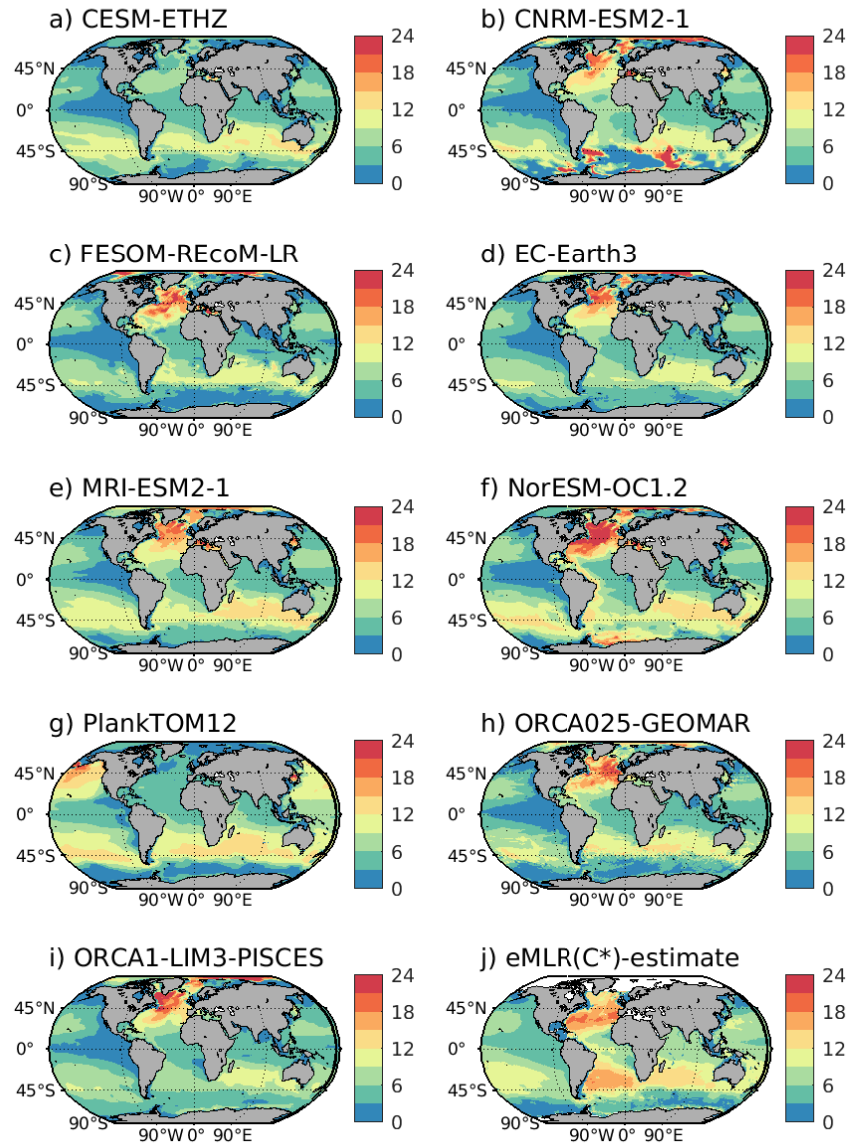 a) CESM-ETHZ
b) CNRM-ESM2-1
45°N
0°
45°S
90°S
90°W 0° 90°E
24
18
12
6
0
45°N
0°
45°S
90°S
90°W 0° 90°E
24
18
12
6
0
c) FESOM-REcoM-LR
d) EC-Earth3
45°N
0°
45°S
90°S
90°W 0° 90°E
24
18
12
6
0
45°N
0°
45°S
90°S
90°W 0° 90°E
24
18
12
6
0
e) MRI-ESM2-1
f) NorESM-OC1.2
45°N
0°
45°S
90°S
90°W 0° 90°E
24
18
12
6
0
45°N
0°
45°S
90°S
90°W 0° 90°E
24
18
12
6
0
g) PlankTOM12
h) ORCA025-GEOMAR
45°N
0°
45°S
90°S
90°W 0° 90°E
24
18
12
6
0
45°N
0°
45°S
90°S
90°W 0° 90°E
24
18
12
6
0
i) ORCA1-LIM3-PISCES
j) eMLR(C*)-estimate
45°N
0°
45°S
90°S
90°W 0° 90°E
24
18
12
6
0
45°N
0°
45°S
90°S
90°W 0° 90°E
24
18
12
6
0